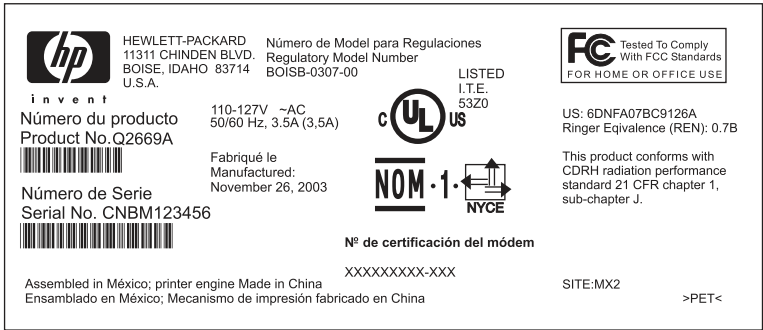 hp
invent
HEWLETT-PACKARD
11311 CHINDEN BLVD.
BOISE, IDAHO 83714
U.S.A.
Número de Model para Regulaciones
Regulatory Model Number
BOISB-0307-00
LISTED
I.T.E.
53Z0
C UL US
FC Tested To Comply
With FCC Standards
FOR HOME OR OFFICE USE
Número du producto
Product No.Q2669A
110-127V ~AC
50/60 Hz, 3.5A (3,5A)
US: 6DNFA07BC9126A
Ringer Eqivalence (REN): 0.7B
Fabriqué le
Manufactured:
November 26, 2003
NOM·1·
NYCE
This product conforms with
CDRH radiation performance
standard 21 CFR chapter 1,
sub-chapter J.
Número de Serie
Serial No. CNBM123456
Nº de certificación del módem
XXXXXXXXX-XXX
Assembled in México; printer engine Made in China
Ensamblado en México; Mecanismo de impresión fabricado en China
SITE:MX2
>PET<